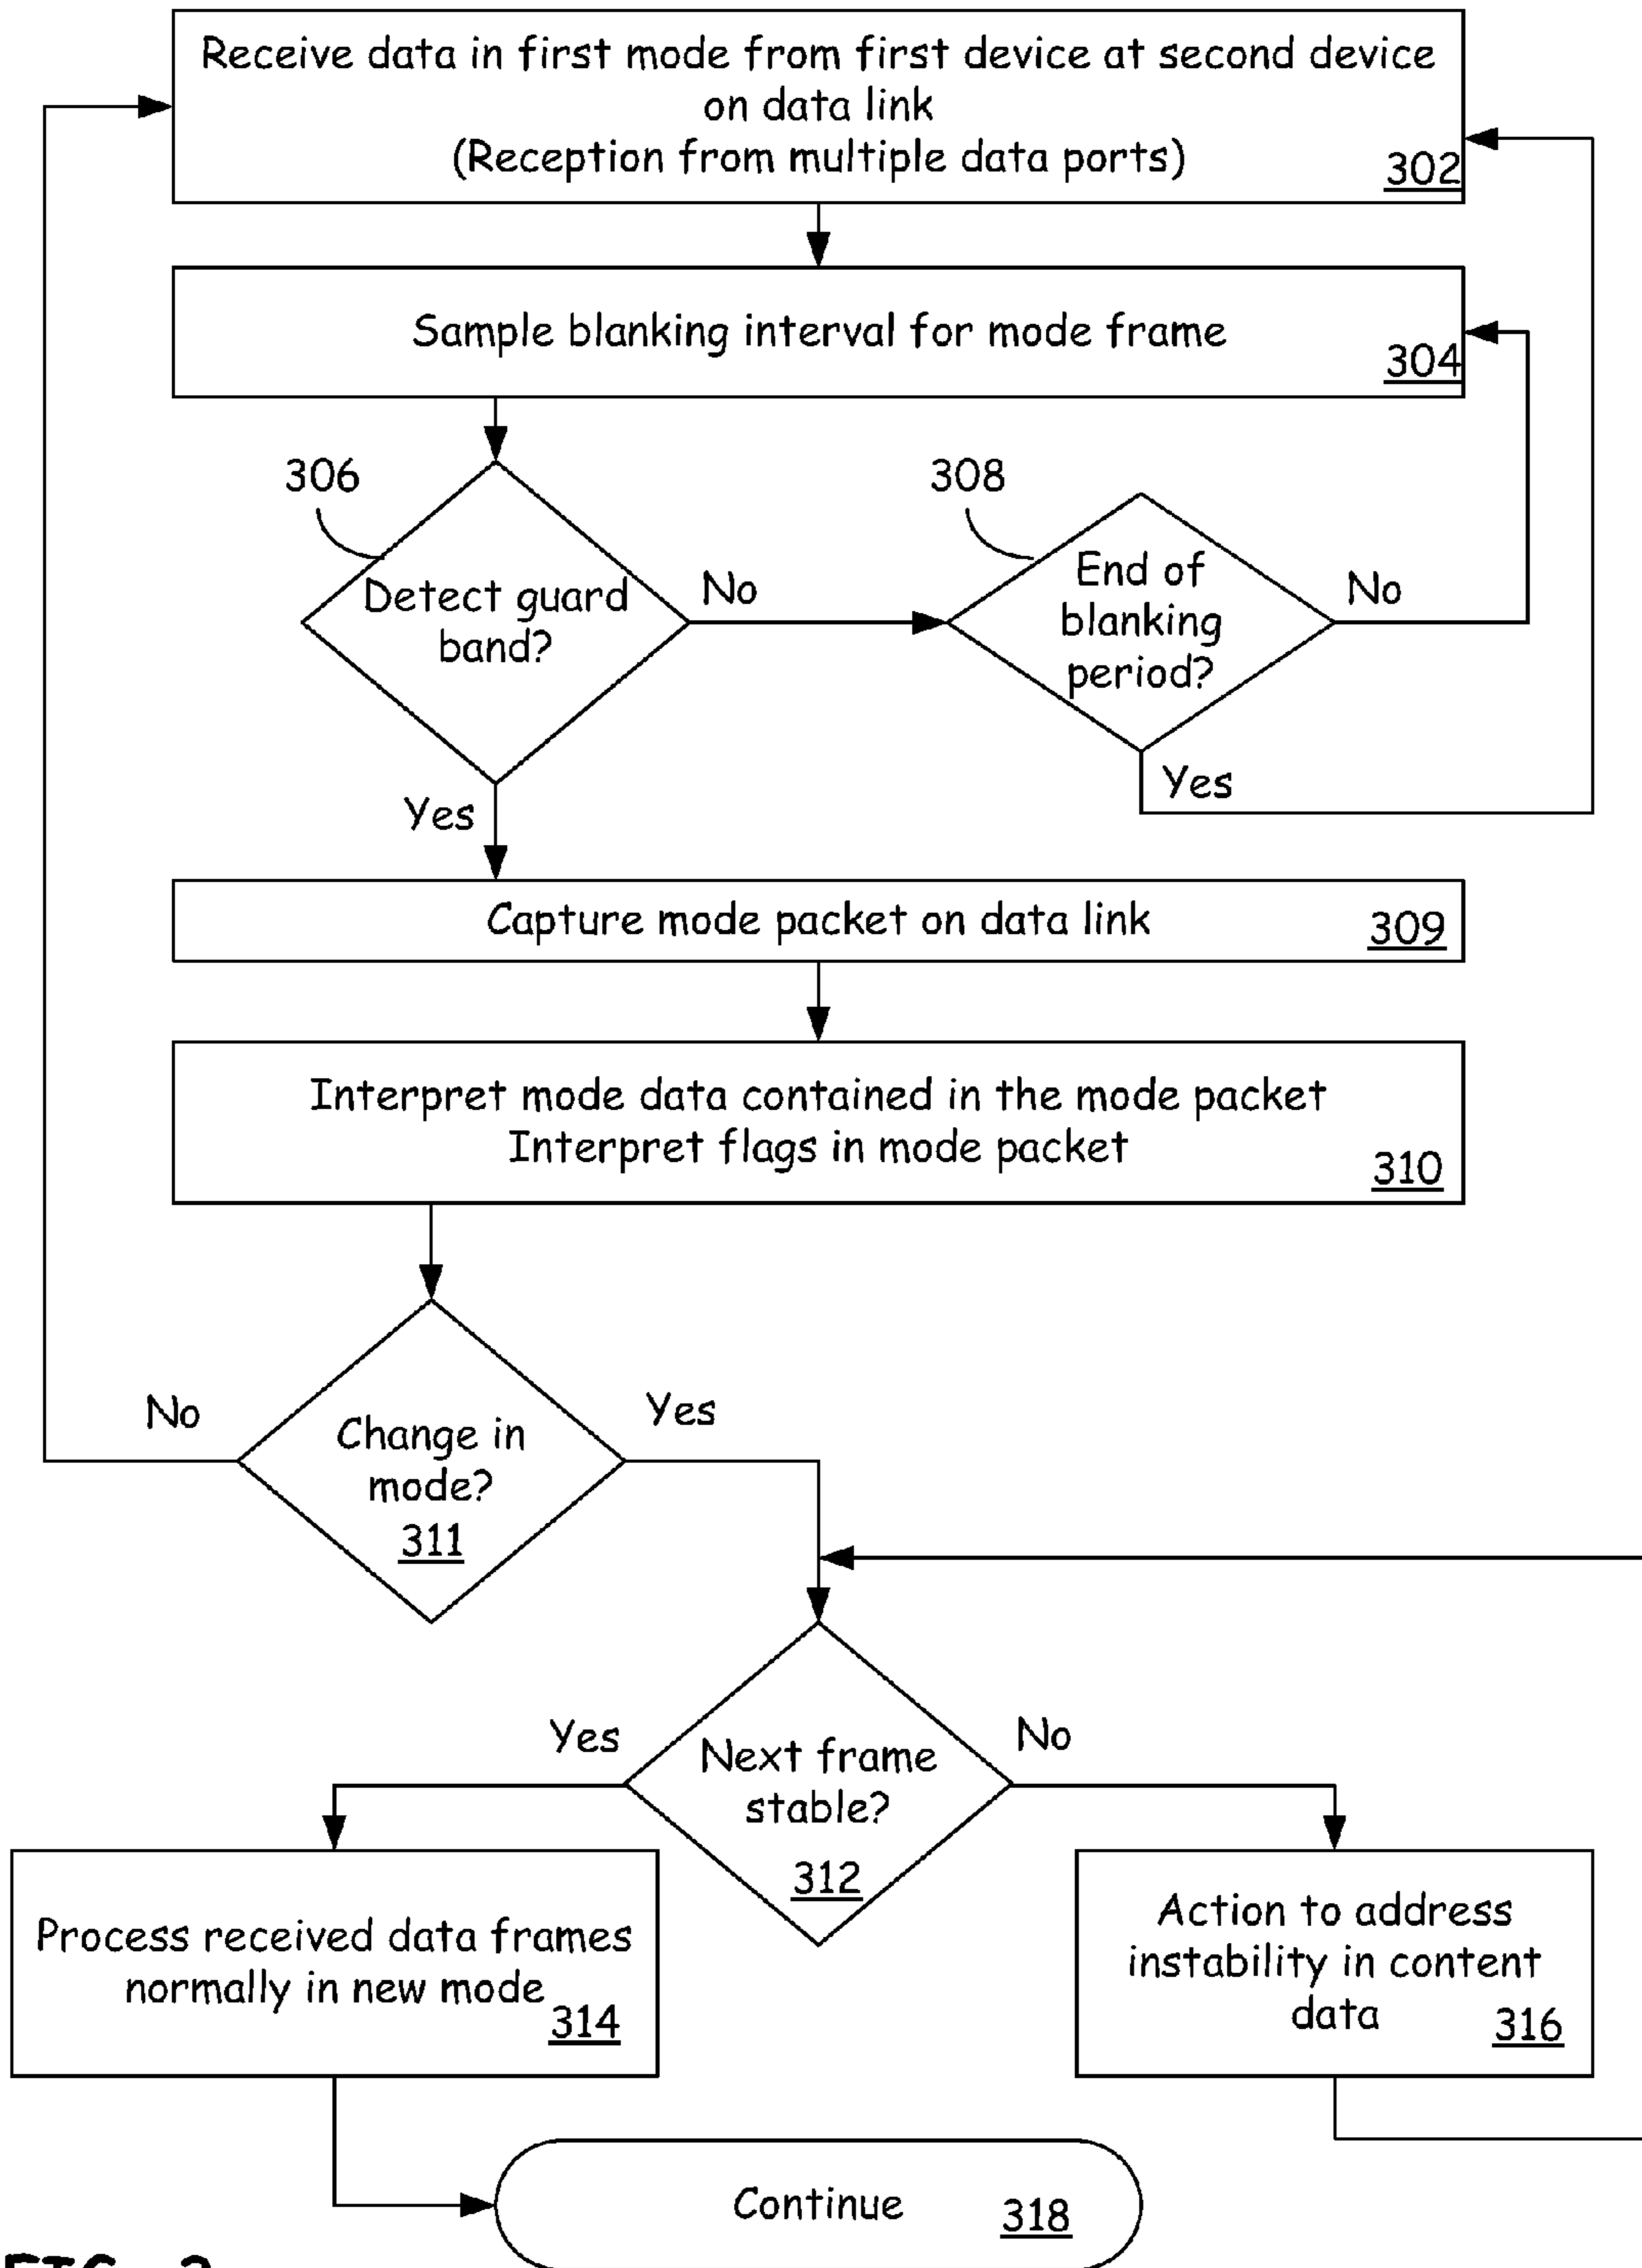 Receive data in first mode from first device at second device
on data link
(Reception from multiple data ports)
302
Sample blanking interval for mode frame
304
306
308
Detect guard
band?
No
End of
blanking
period?
No
Yes
Yes
Capture mode packet on data link
309
Interpret mode data contained in the mode packet
Interpret flags in mode packet
310
No
Yes
Change in
mode?
311
Yes
No
Next frame
stable?
312
Process received data frames
normally in new mode
314
Action to address
instability in content
data
316
Continue
318